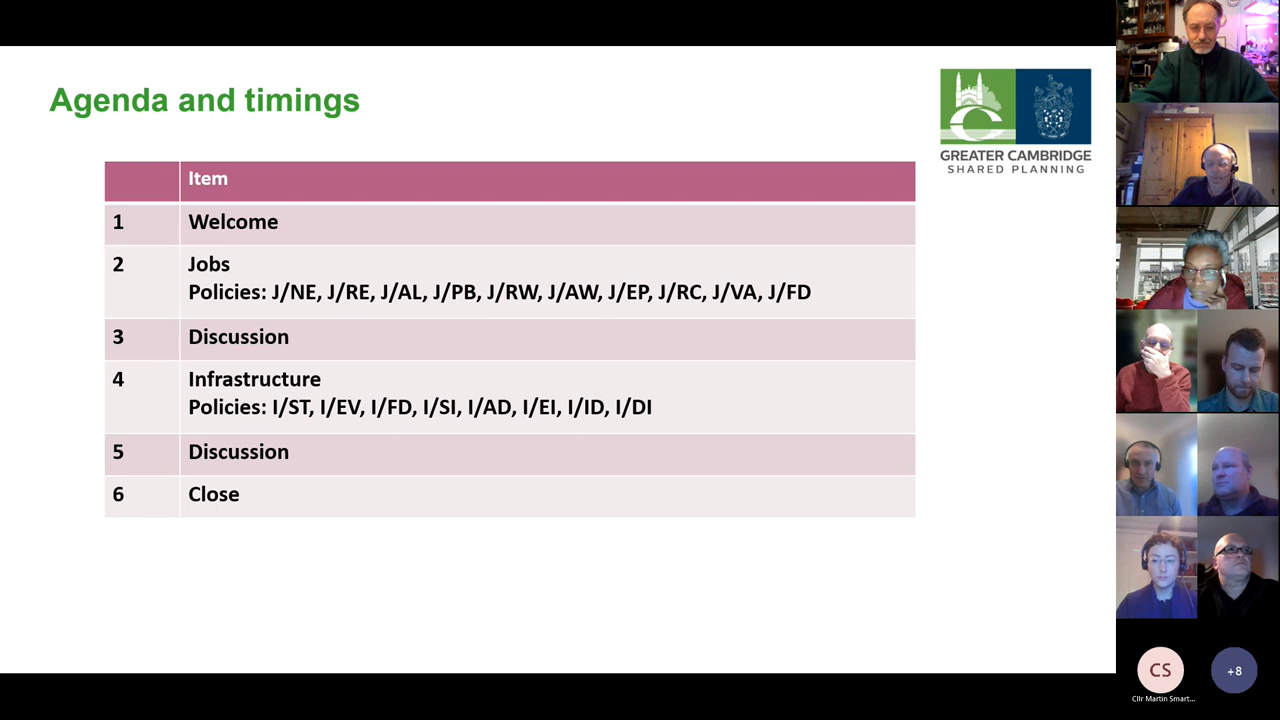 Agenda and timings
GREATER CAMBRIDGE
SHARED PLANNING
Item
1 Welcome
2 Jobs
Policies: J/NE, J/RE, J/AL, J/PB, J/RW, J/AW, J/EP, J/RC, J/VA, J/FD
3 Discussion
4 Infrastructure
Policies: I/ST, I/EV, I/FD, I/SI, I/AD, I/EI, I/ID, I/DI
5 Discussion
6 Close
CS
+8
Cllr Martin Smart...